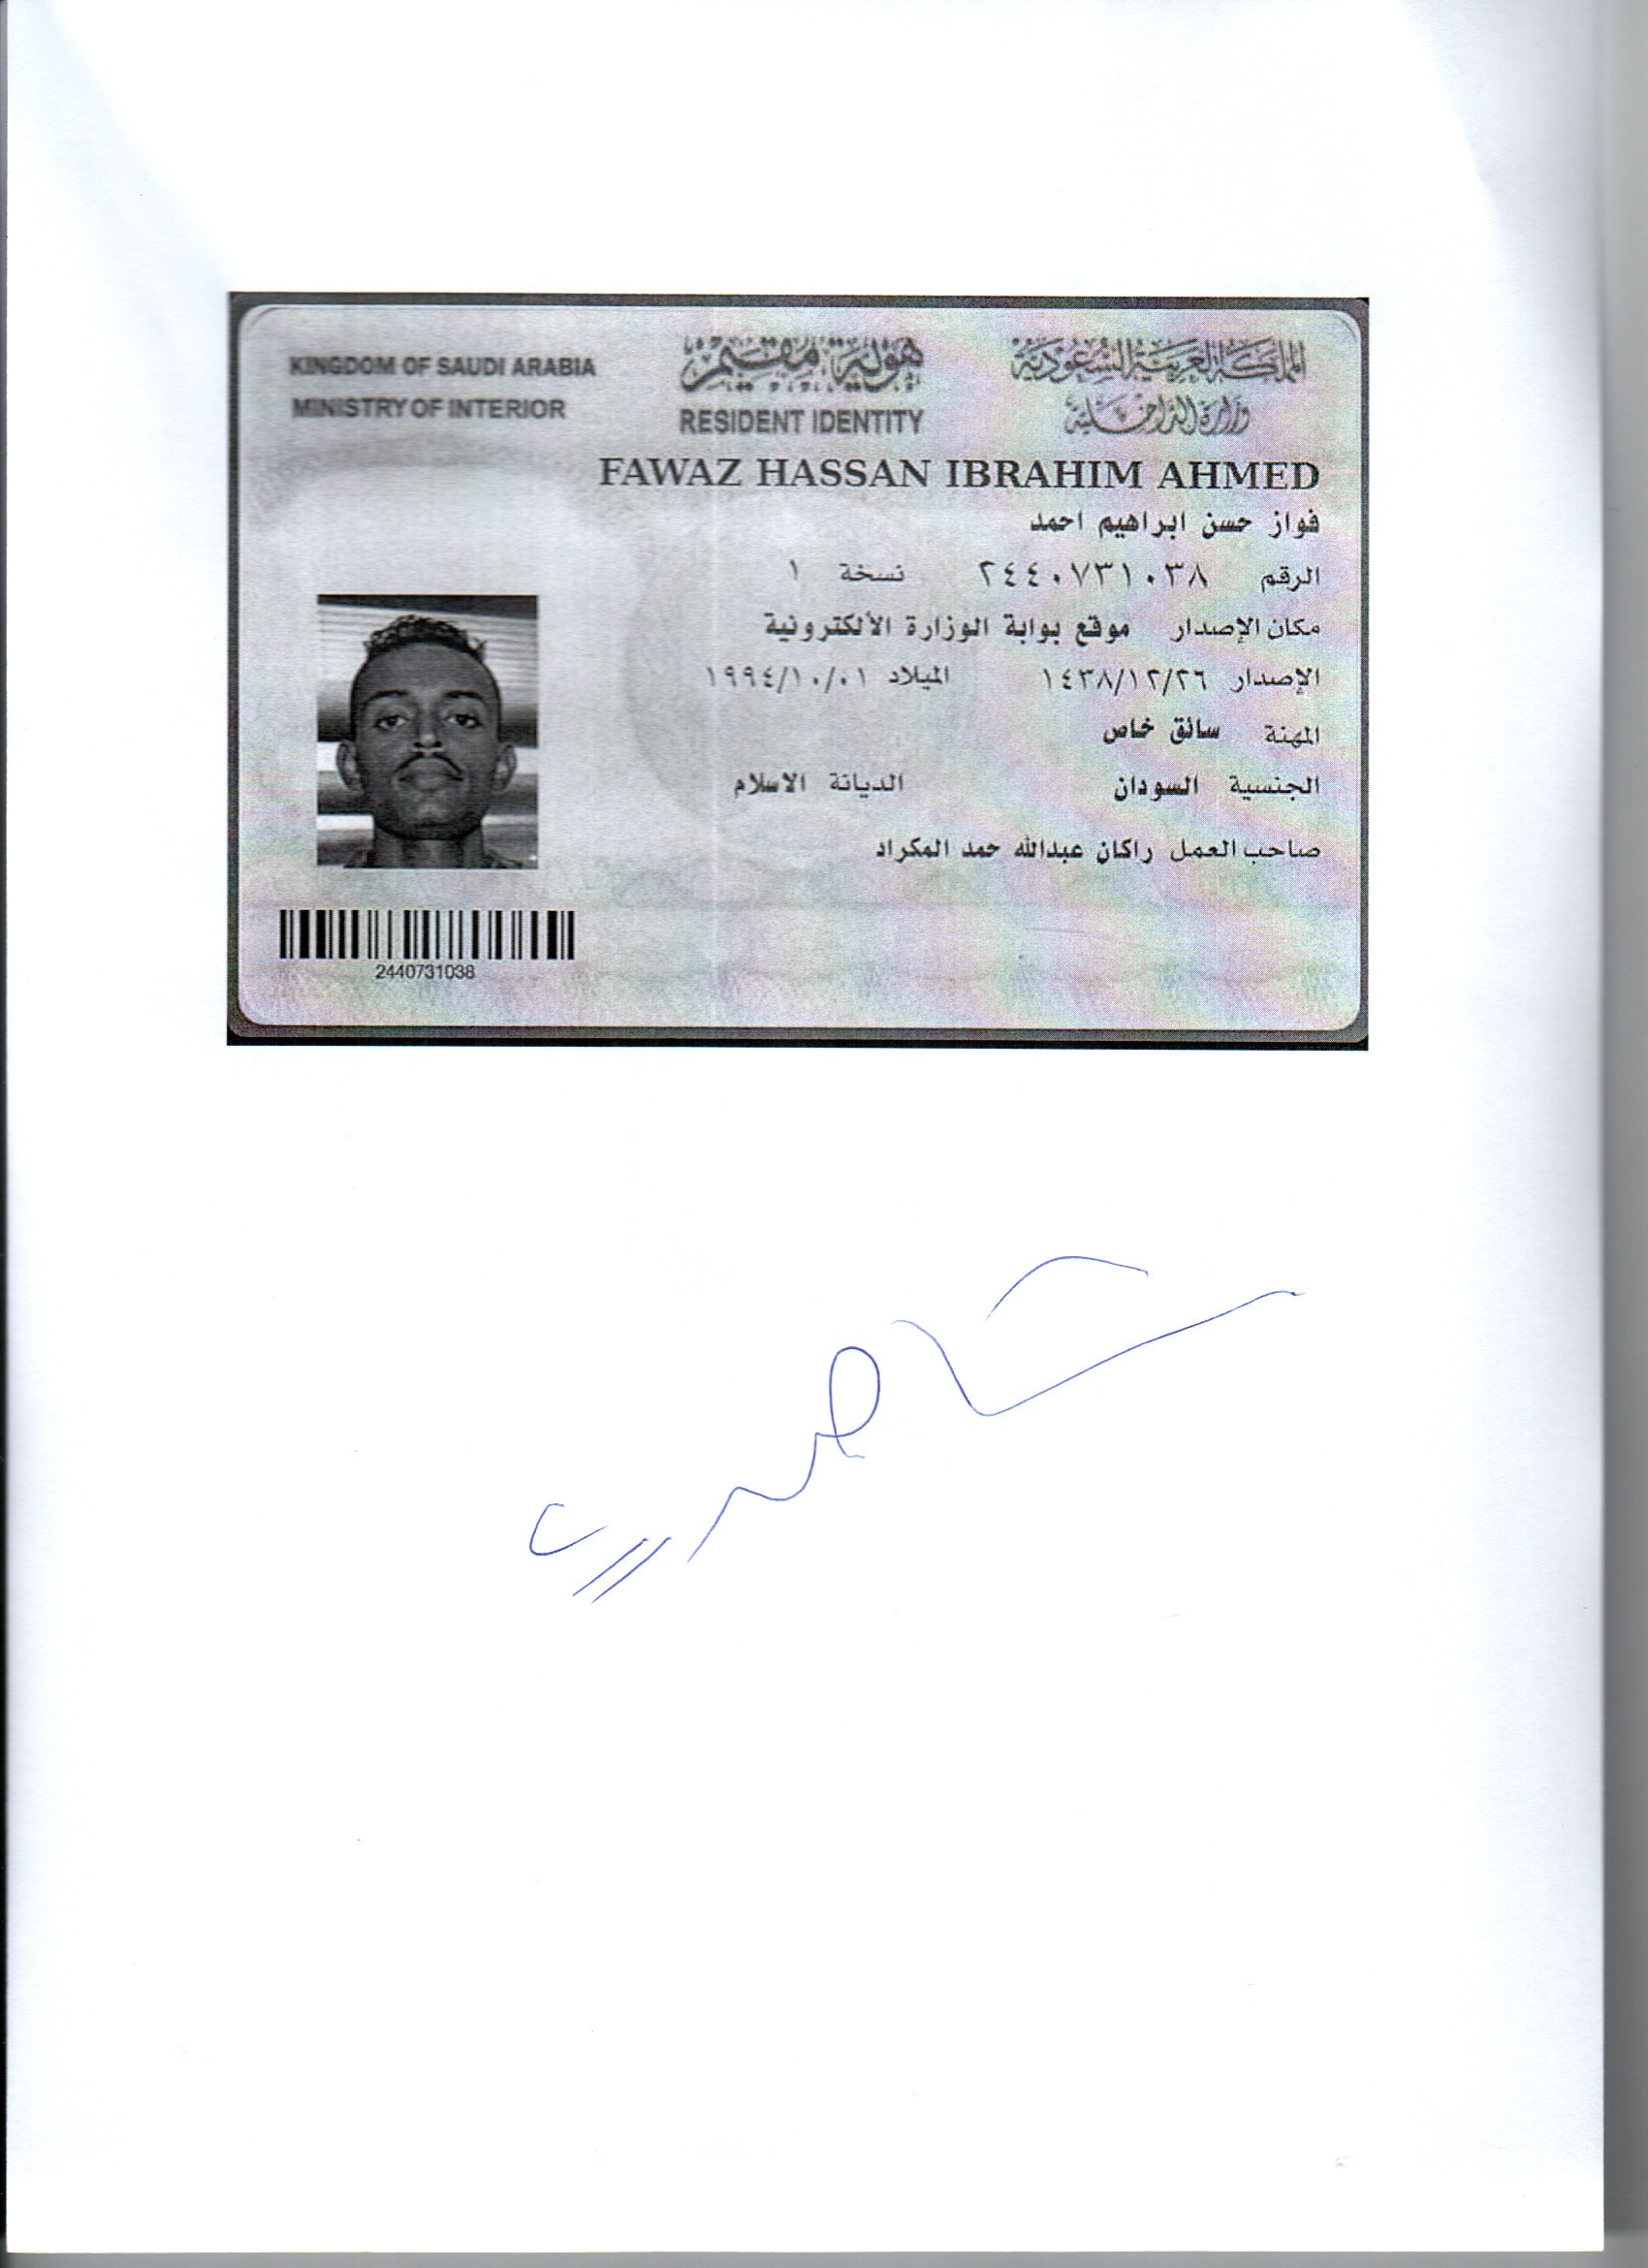 KINGDOM OF SAUDI ARABIA
MINISTRY OF INTERIOR
هوية مقيم
RESIDENT IDENTITY
المملكة العربية السعودية
وزارة الداخلية
FAWAZ HASSAN IBRAHIM AHMED
فواز حسن ابراهيم احمد
الرقم ٢٤٤٠٧٣١٠٣٨ نسخة ١
مكان الإصدار موقع بوابة الوزارة الألكترونية
الإصدار ١٤٣٨/١٢/٢٦ الميلاد ١٩٩٤/١٠/٠١
المهنة سائق خاص
الجنسية السودان الديانة الاسلام
صاحب العمل راكان عبدالله حمد المكراد
2440731038